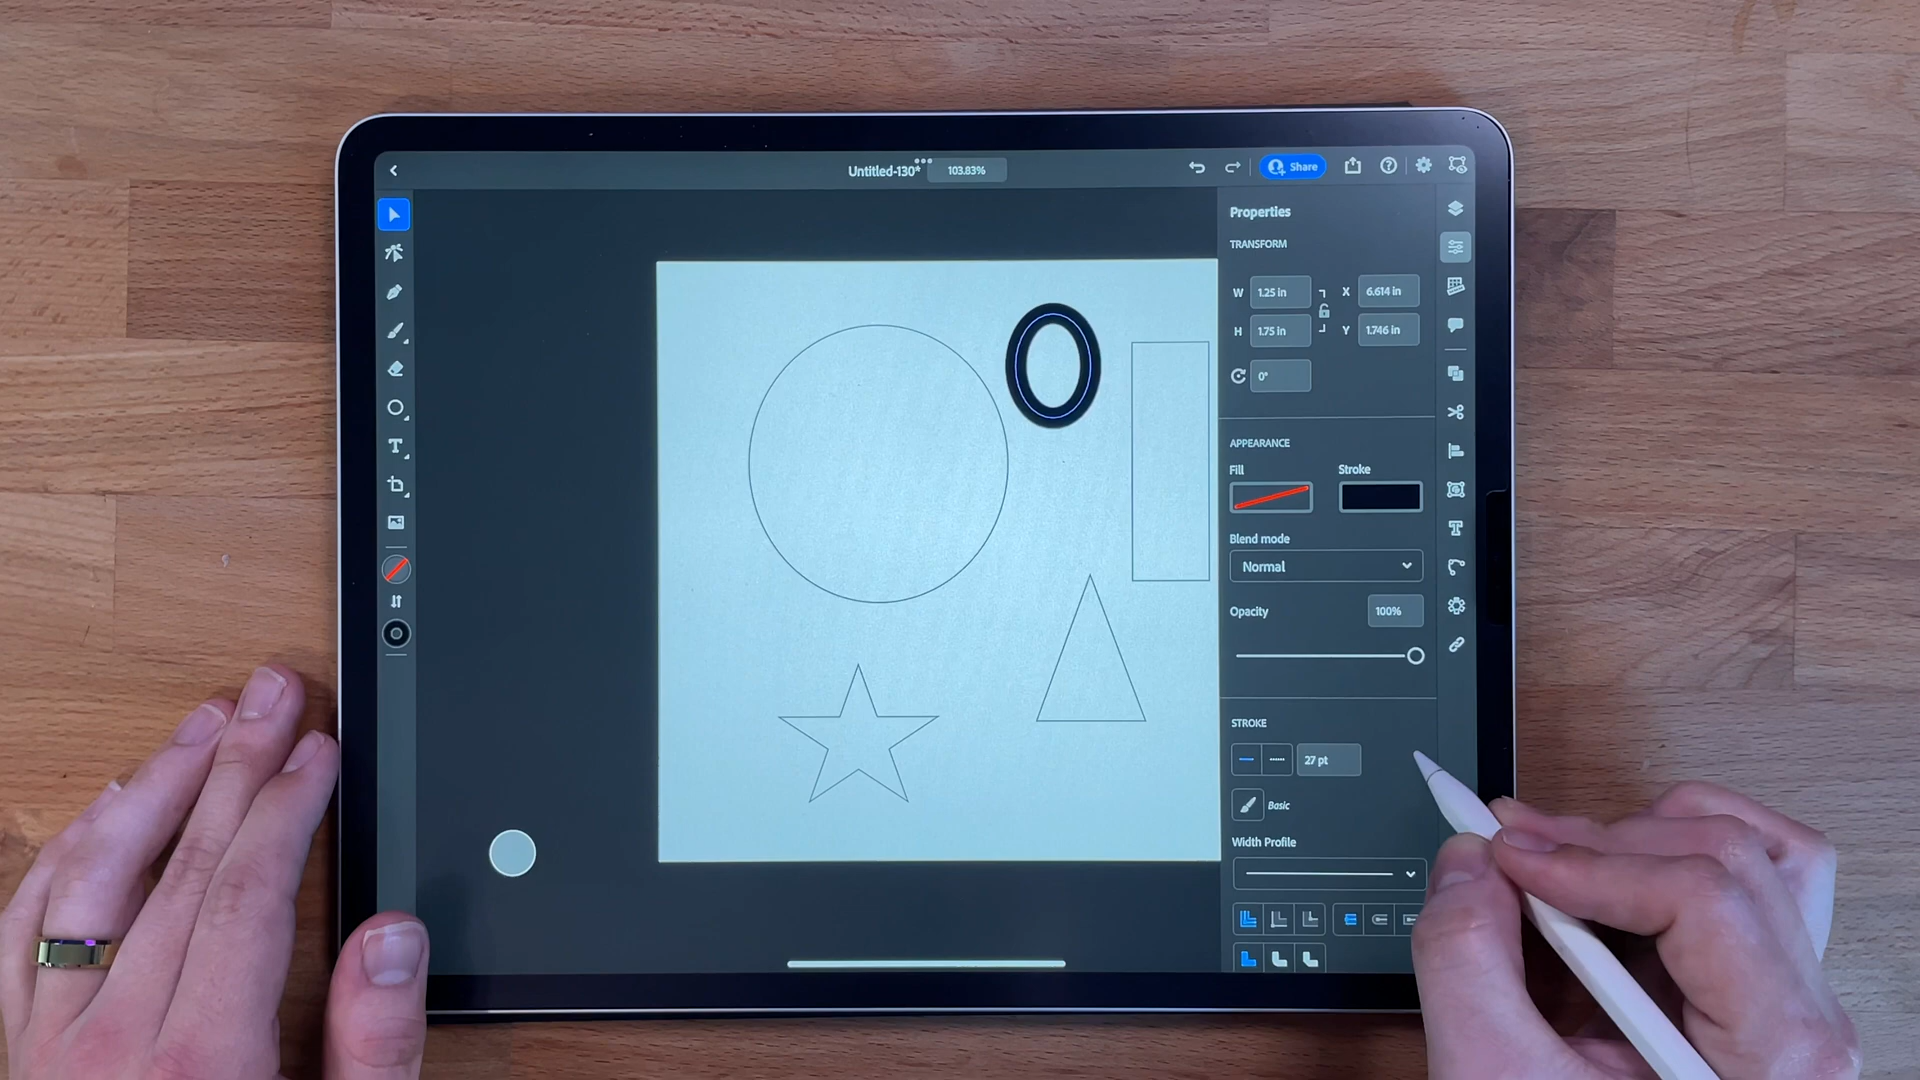 Untitled-130*
103.83%
Share
Properties
TRANSFORM
W 1.25 in X 6.614 in
H 1.75 in Y 1.746 in
0°
APPEARANCE
Fill Stroke
Blend mode
Normal
Opacity 100%
STROKE
27 pt
Basic
Width Profile